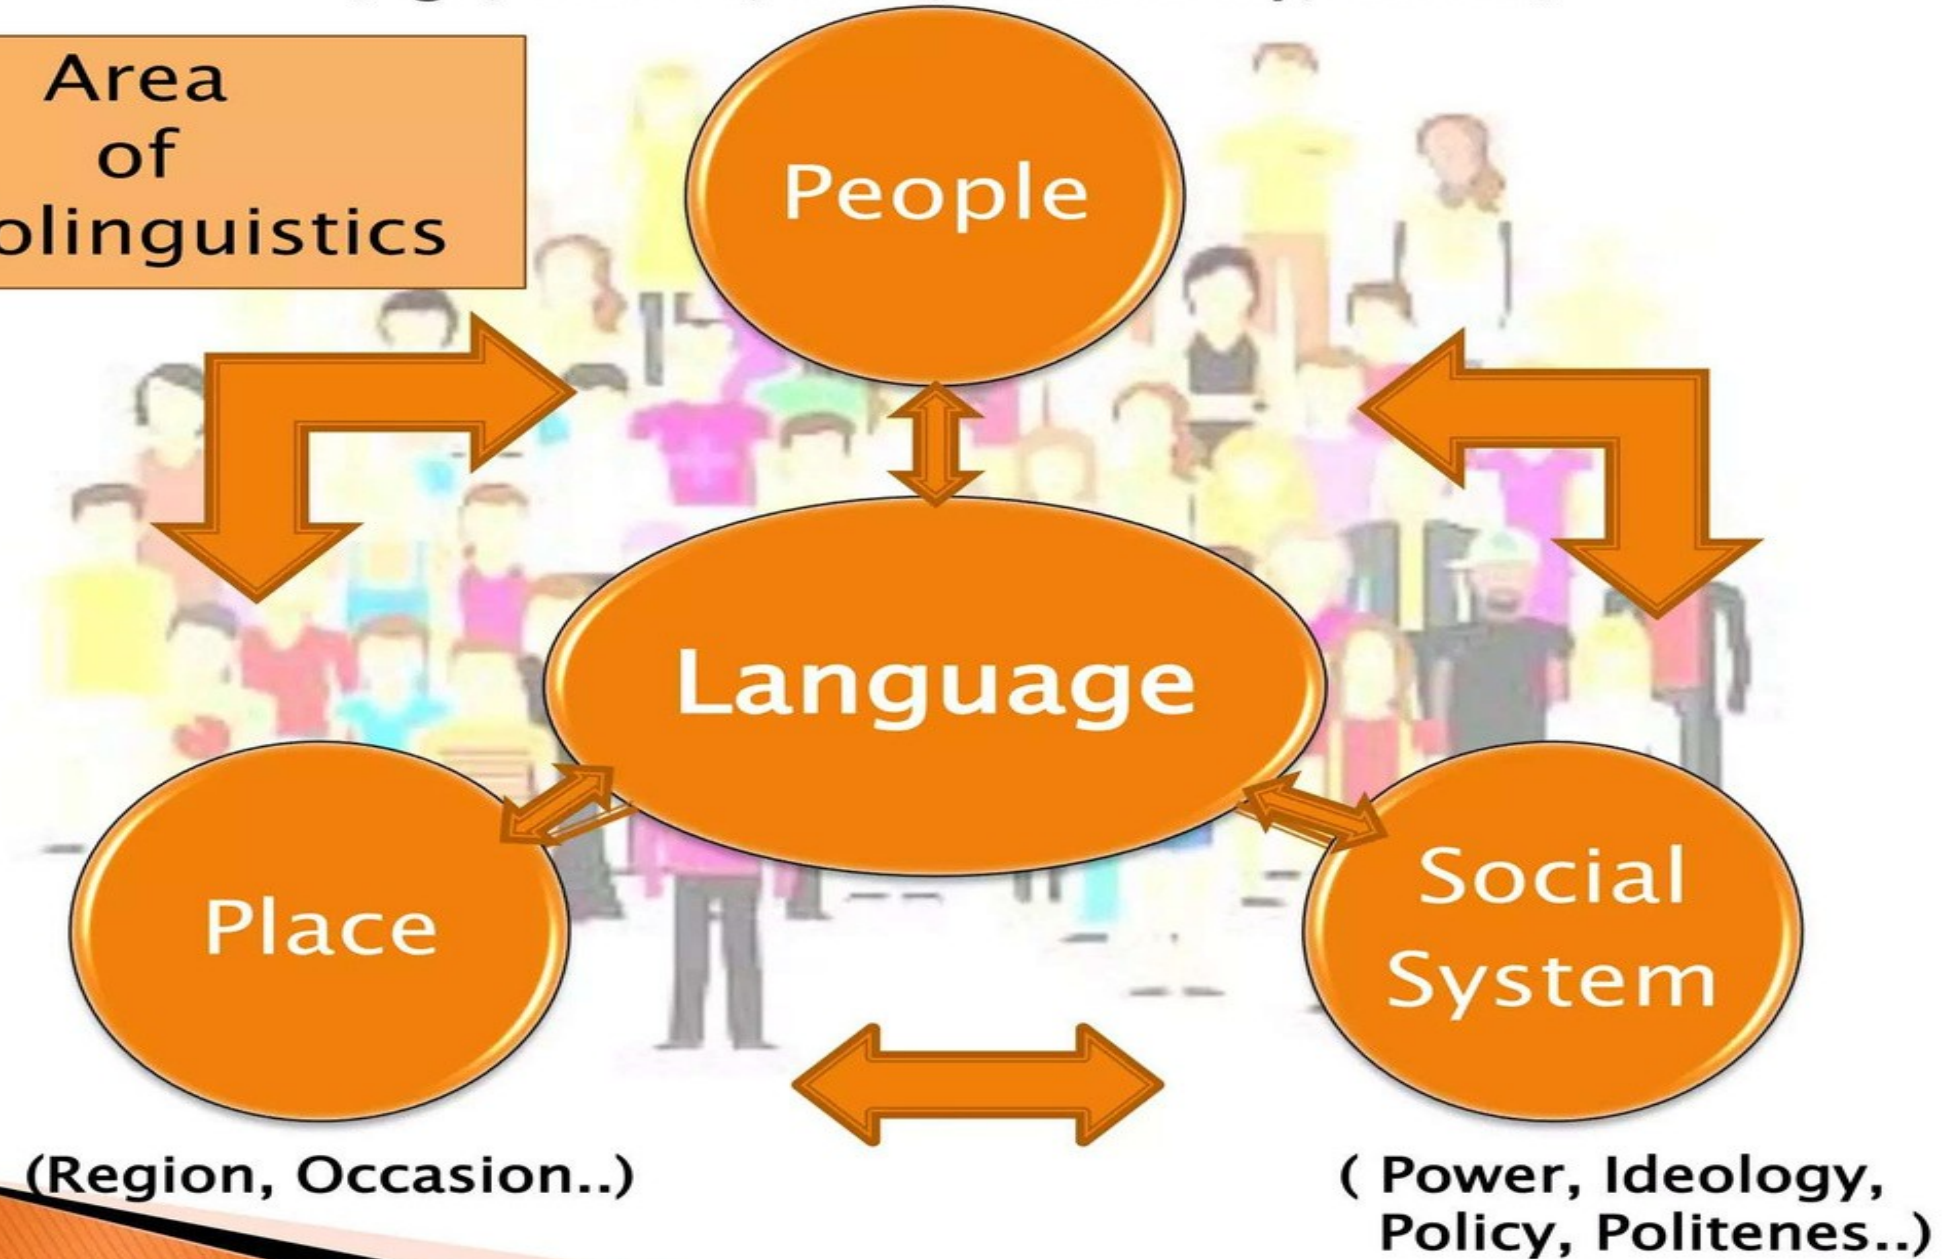 Area
of
olinguistics
People
Language
Place
Social
System
(Region, Occasion..)
( Power, Ideology,
Policy, Politenes..)